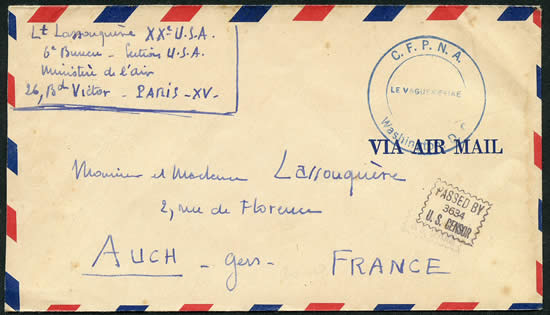 Lt Lassouquère XXe U.S.A.
6e Bureau - Section U.S.A.
Ministère de l'air
26, Bd Victor - PARIS - XV -
C. F. P. N. A.
LE VAGUEMESTRE
Washington
VIA AIR MAIL
Monsieur et Madame Lassouquère
2, rue de Florence
AUCH - Gers - FRANCE
PASSED BY
3634
U. S. CENSOR